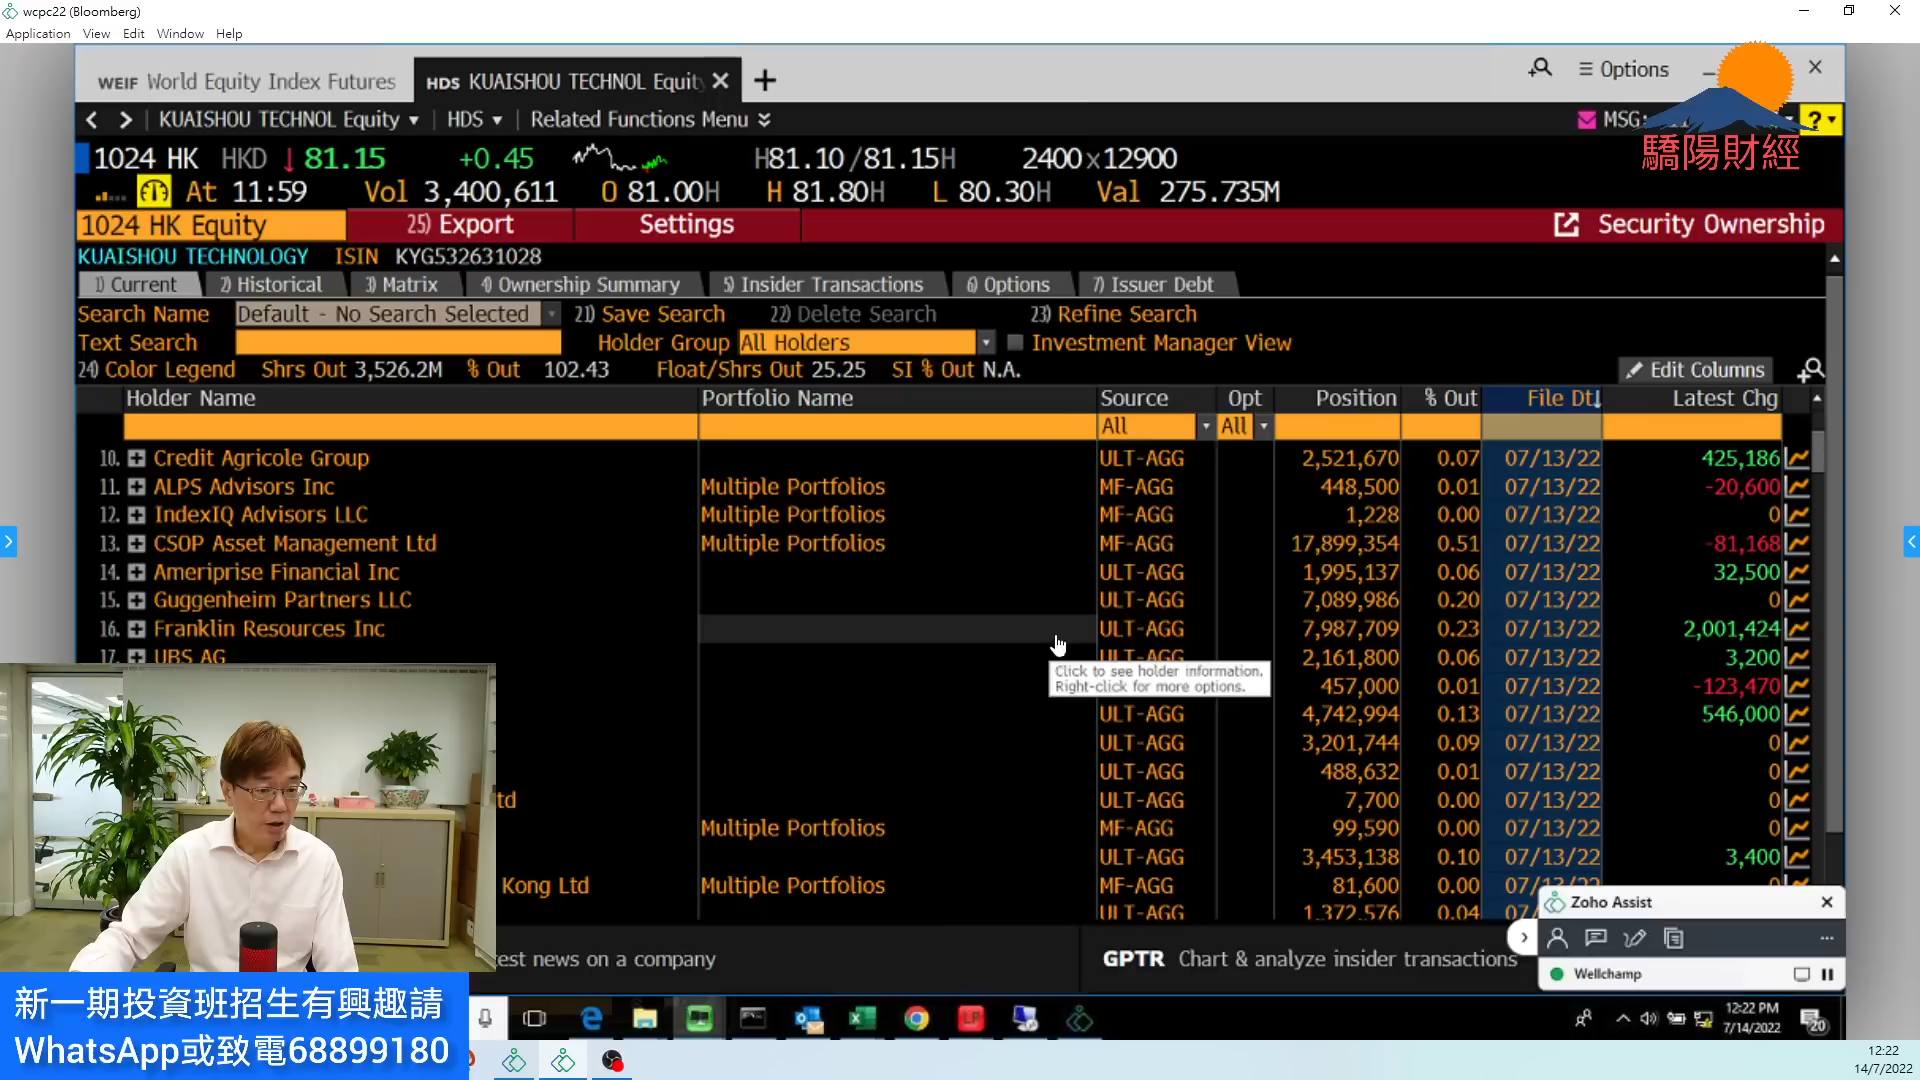 wcpc22 (Bloomberg)
Application View Edit Window Help
WEIF World Equity Index Futures
HDS KUAISHOU TECHNOL Equit
Options
KUAISHOU TECHNOL Equity HDS Related Functions Menu
MSG:
?
驕陽財經
1024 HK HKD 81.15 +0.45 H81.10/81.15H 2400x12900
At 11:59 Vol 3,400,611 O 81.00H H 81.80H L 80.30H Val 275.735M
1024 HK Equity 25) Export Settings Security Ownership
KUAISHOU TECHNOLOGY ISIN KYG532631028
1) Current 2) Historical 3) Matrix 4) Ownership Summary 5) Insider Transactions 6) Options 7) Issuer Debt
Search Name Default - No Search Selected 21) Save Search 22) Delete Search 23) Refine Search
Text Search Holder Group All Holders Investment Manager View
24) Color Legend Shrs Out 3,526.2M % Out 102.43 Float/Shrs Out 25.25 SI % Out N.A. Edit Columns
Holder Name Portfolio Name Source Opt Position % Out File Dt Latest Chg
All All
10. Credit Agricole Group ULT-AGG 2,521,670 0.07 07/13/22 425,186
11. ALPS Advisors Inc Multiple Portfolios MF-AGG 448,500 0.01 07/13/22 -20,600
12. IndexIQ Advisors LLC Multiple Portfolios MF-AGG 1,228 0.00 07/13/22 0
13. CSOP Asset Management Ltd Multiple Portfolios MF-AGG 17,899,354 0.51 07/13/22 -81,168
14. Ameriprise Financial Inc ULT-AGG 1,995,137 0.06 07/13/22 32,500
15. Guggenheim Partners LLC ULT-AGG 7,089,986 0.20 07/13/22 0
16. Franklin Resources Inc ULT-AGG 7,987,709 0.23 07/13/22 2,001,424
17. UBS AG ULT-AGG 2,161,800 0.06 07/13/22 3,200
Click to see holder information.
Right-click for more options.
457,000 0.01 07/13/22 -123,470
ULT-AGG 4,742,994 0.13 07/13/22 546,000
ULT-AGG 3,201,744 0.09 07/13/22 0
ULT-AGG 488,632 0.01 07/13/22 0
td ULT-AGG 7,700 0.00 07/13/22 0
Multiple Portfolios MF-AGG 99,590 0.00 07/13/22 0
ULT-AGG 3,453,138 0.10 07/13/22 3,400
Kong Ltd Multiple Portfolios MF-AGG 81,600 0.00
ULT-AGG 1,372,576 0.04
Zoho Assist
Wellchamp
est news on a company
GPTR Chart & analyze insider transactions
12:22 PM
7/14/2022
20
新一期投資班招生有興趣請
WhatsApp或致電68899180
12:22
14/7/2022